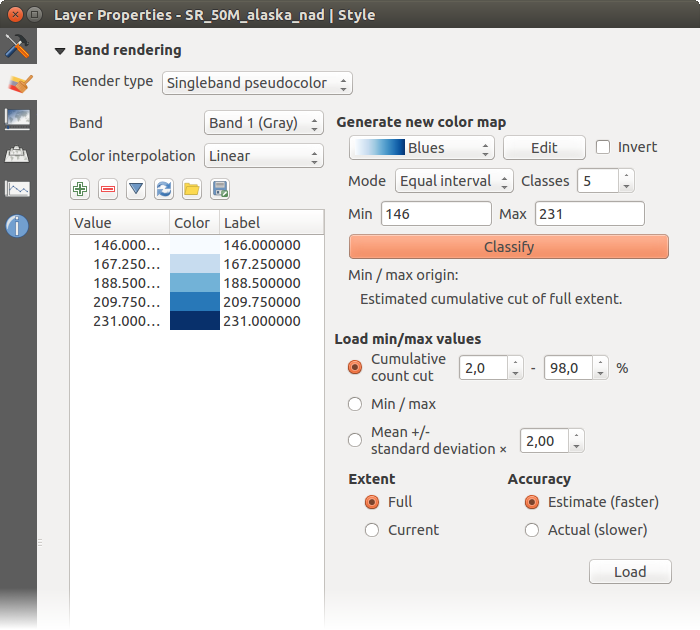 Layer Properties - SR_50M_alaska_nad | Style
Band rendering
Render type Singleband pseudocolor
Band Band 1 (Gray)
Color interpolation Linear
Value Color Label
146.000... 146.000000
167.250... 167.250000
188.500... 188.500000
209.750... 209.750000
231.000... 231.000000
Generate new color map
Blues Edit Invert
Mode Equal interval Classes 5
Min 146 Max 231
Classify
Min / max origin:
Estimated cumulative cut of full extent.
Load min/max values
Cumulative
count cut 2,0 - 98,0 %
Min / max
Mean +/-
standard deviation × 2,00
Extent Accuracy
Full Estimate (faster)
Current Actual (slower)
Load